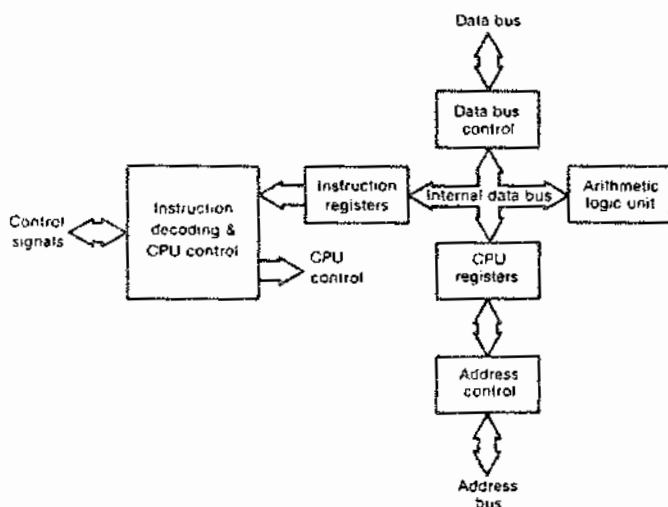 Data bus
Data bus
control
Instruction
registers
Internal data bus
Arithmetic
logic unit
Control
signals
Instruction
decoding &
CPU control
CPU
control
CPU
registers
Address
control
Address
bus